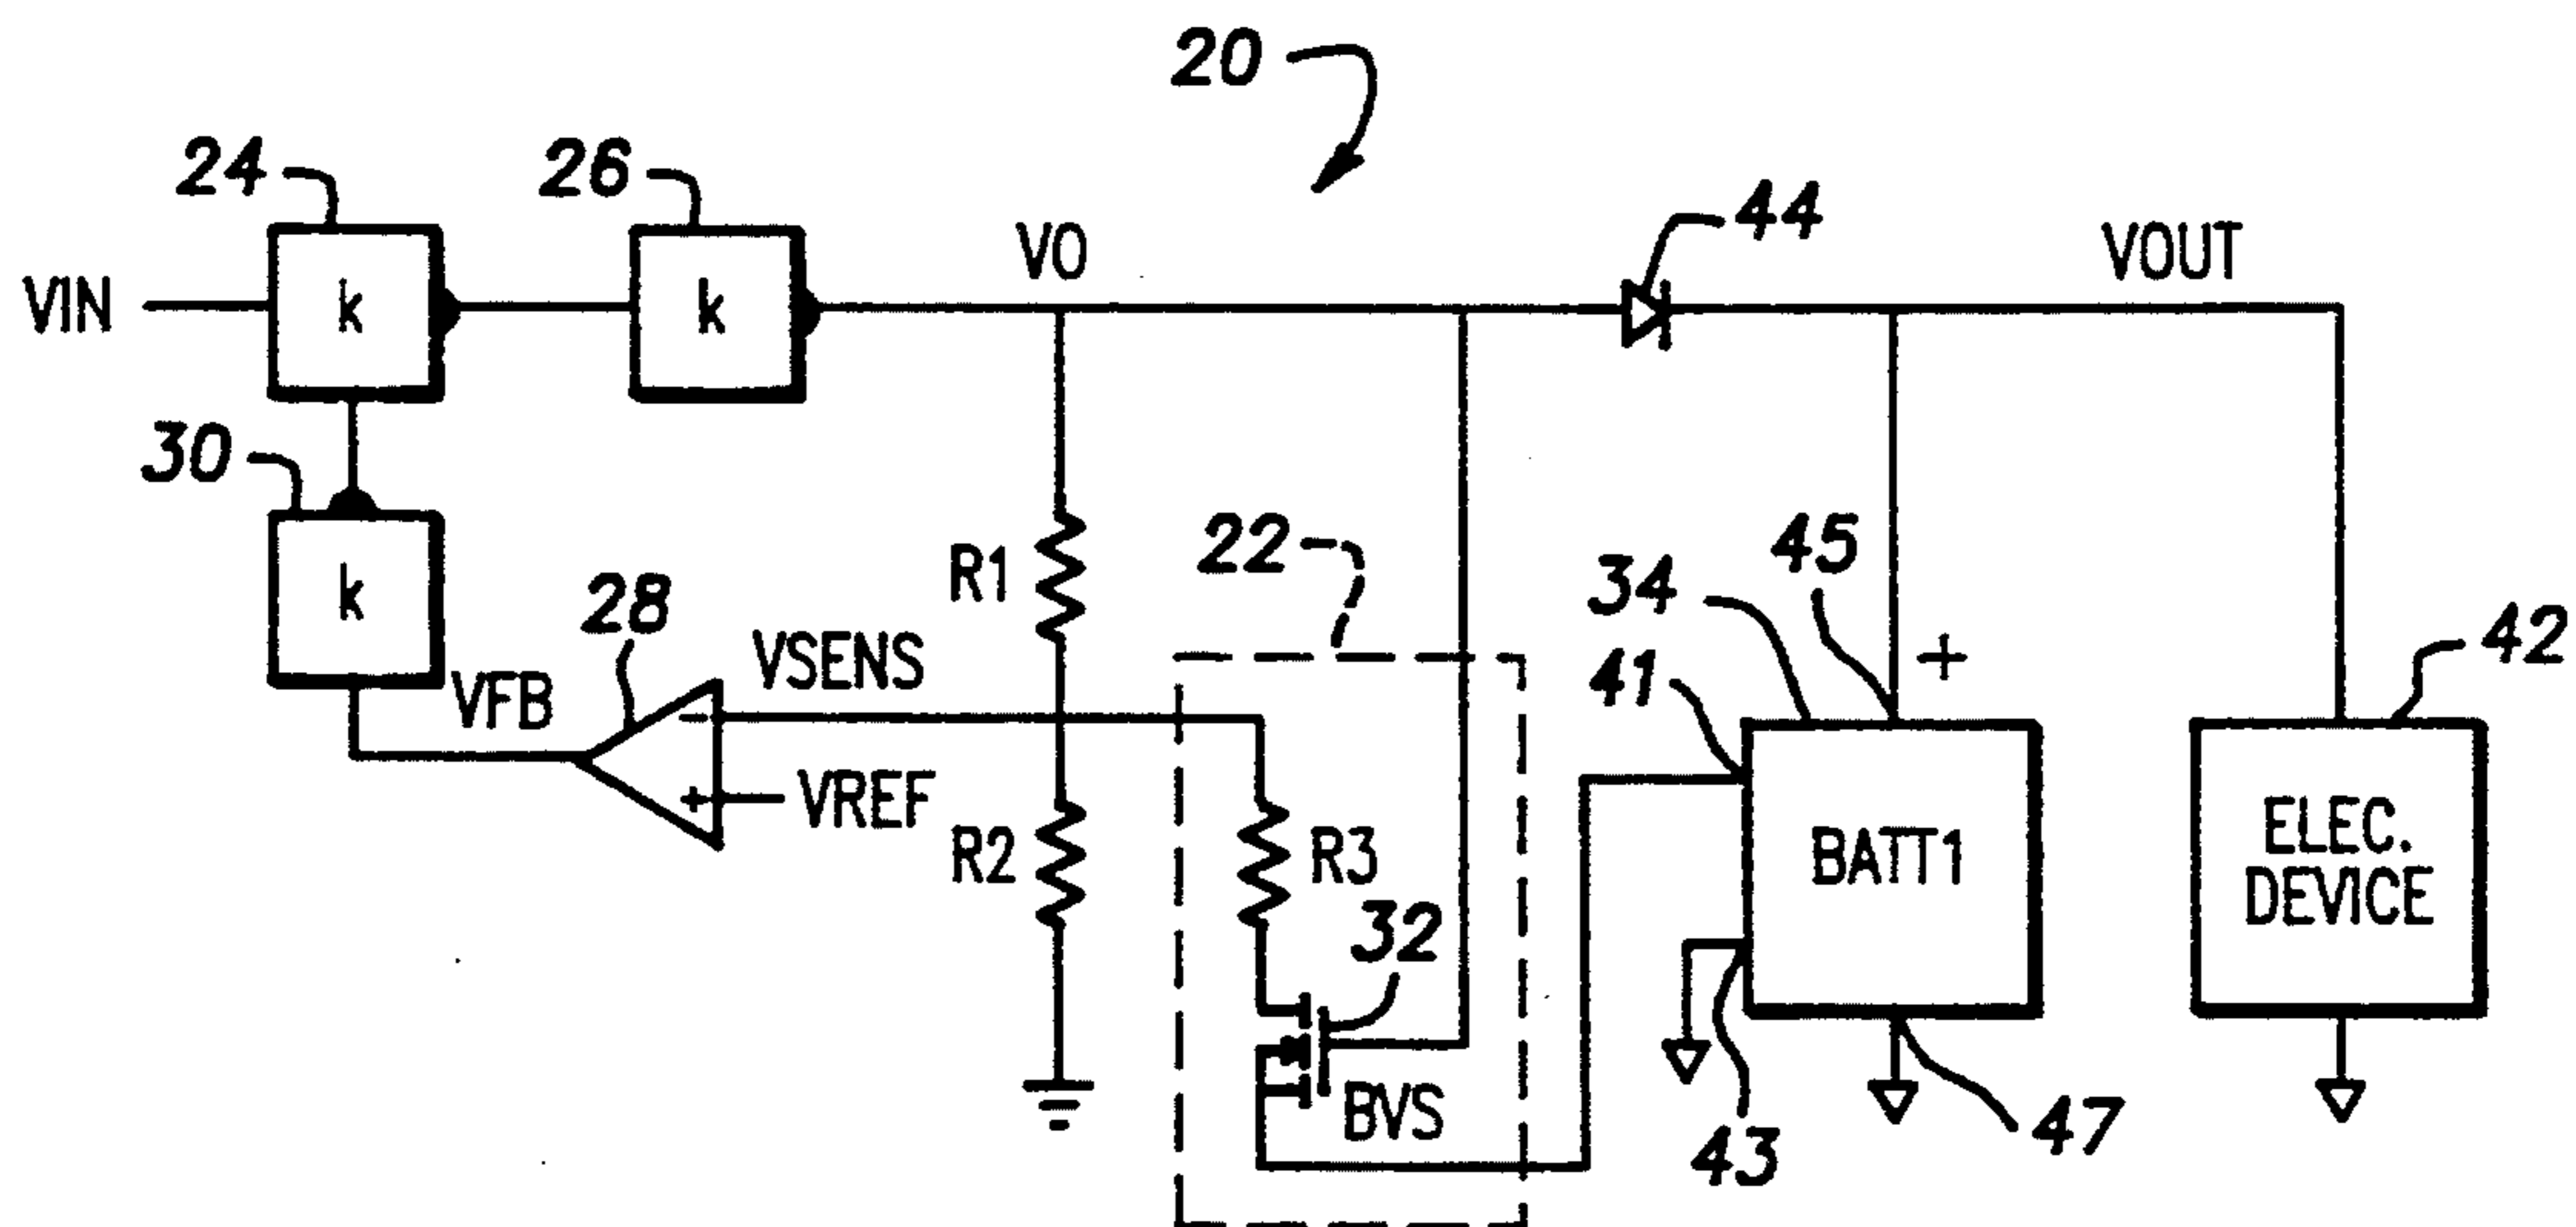 20
24
26
44
VIN
k
k
VO
VOUT
30
k
28
VFB
VSENS
-
+
VREF
R1
R2
22
R3
32
BVS
34
45
+
41
BATT1
43
47
42
ELEC.
DEVICE